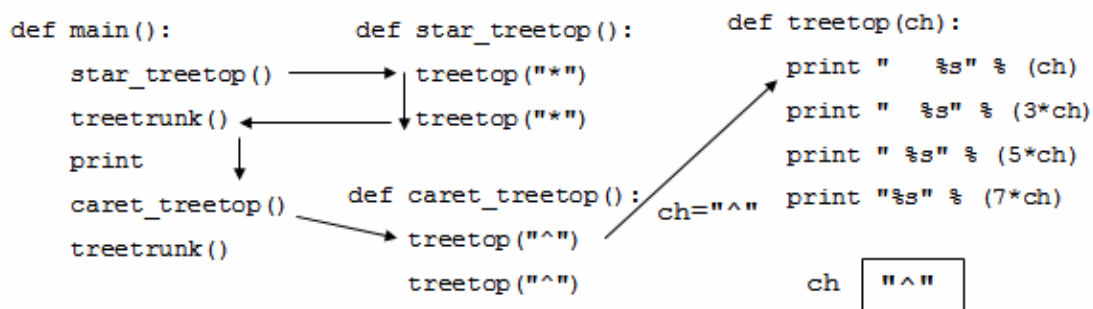 def main():
star_treetop()
treetrunk()
print
caret_treetop()
treetrunk()
def star_treetop():
treetop("*")
treetop("*")
def caret_treetop():
treetop("^")
treetop("^")
ch="^"
def treetop(ch):
print "   %s" % (ch)
print "  %s" % (3*ch)
print " %s" % (5*ch)
print "%s" % (7*ch)
ch "^"